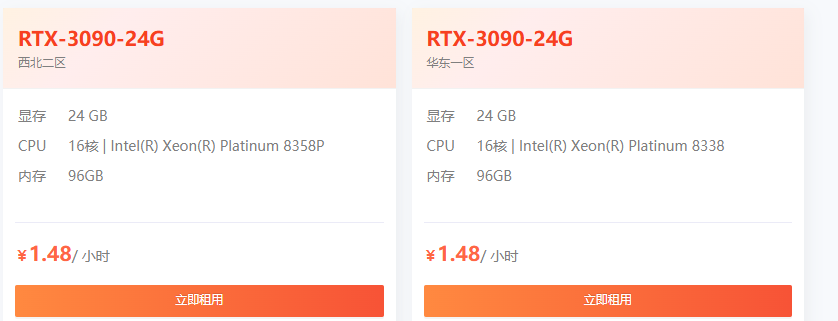 RTX-3090-24G
西北二区
显存 24 GB
CPU 16核 | Intel(R) Xeon(R) Platinum 8358P
内存 96GB
¥1.48/ 小时
立即租用
RTX-3090-24G
华东一区
显存 24 GB
CPU 16核 | Intel(R) Xeon(R) Platinum 8338
内存 96GB
¥1.48/ 小时
立即租用